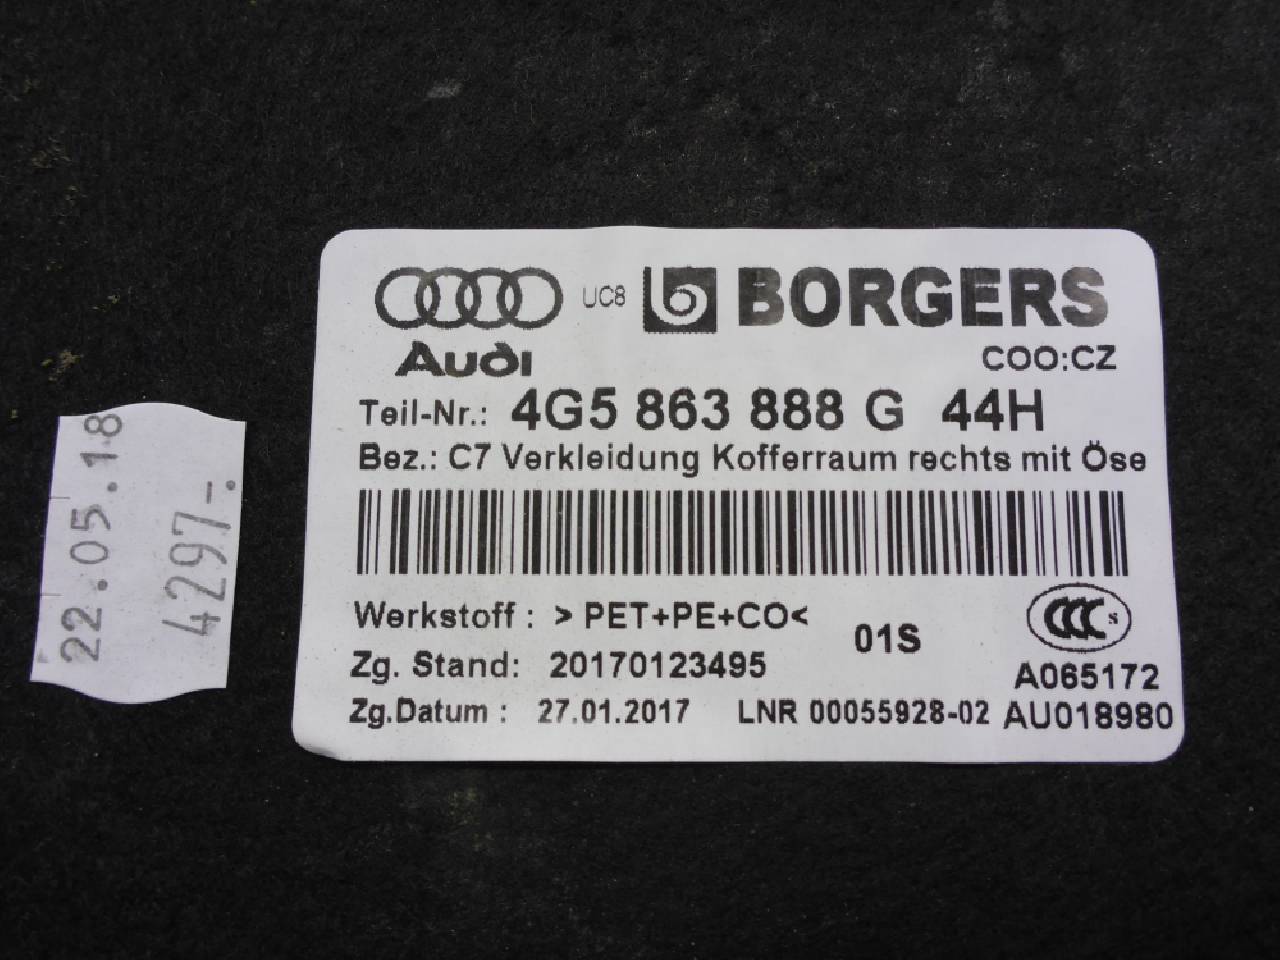 UC8 BORGERS
Audi
COO:CZ
Teil-Nr.: 4G5 863 888 G 44H
Bez.: C7 Verkleidung Kofferraum rechts mit Öse
Werkstoff : > PET+PE+CO<
01S
CCC S
Zg. Stand: 20170123495
A065172
Zg.Datum : 27.01.2017 LNR 00055928-02 AU018980
22.05.18
4297-.